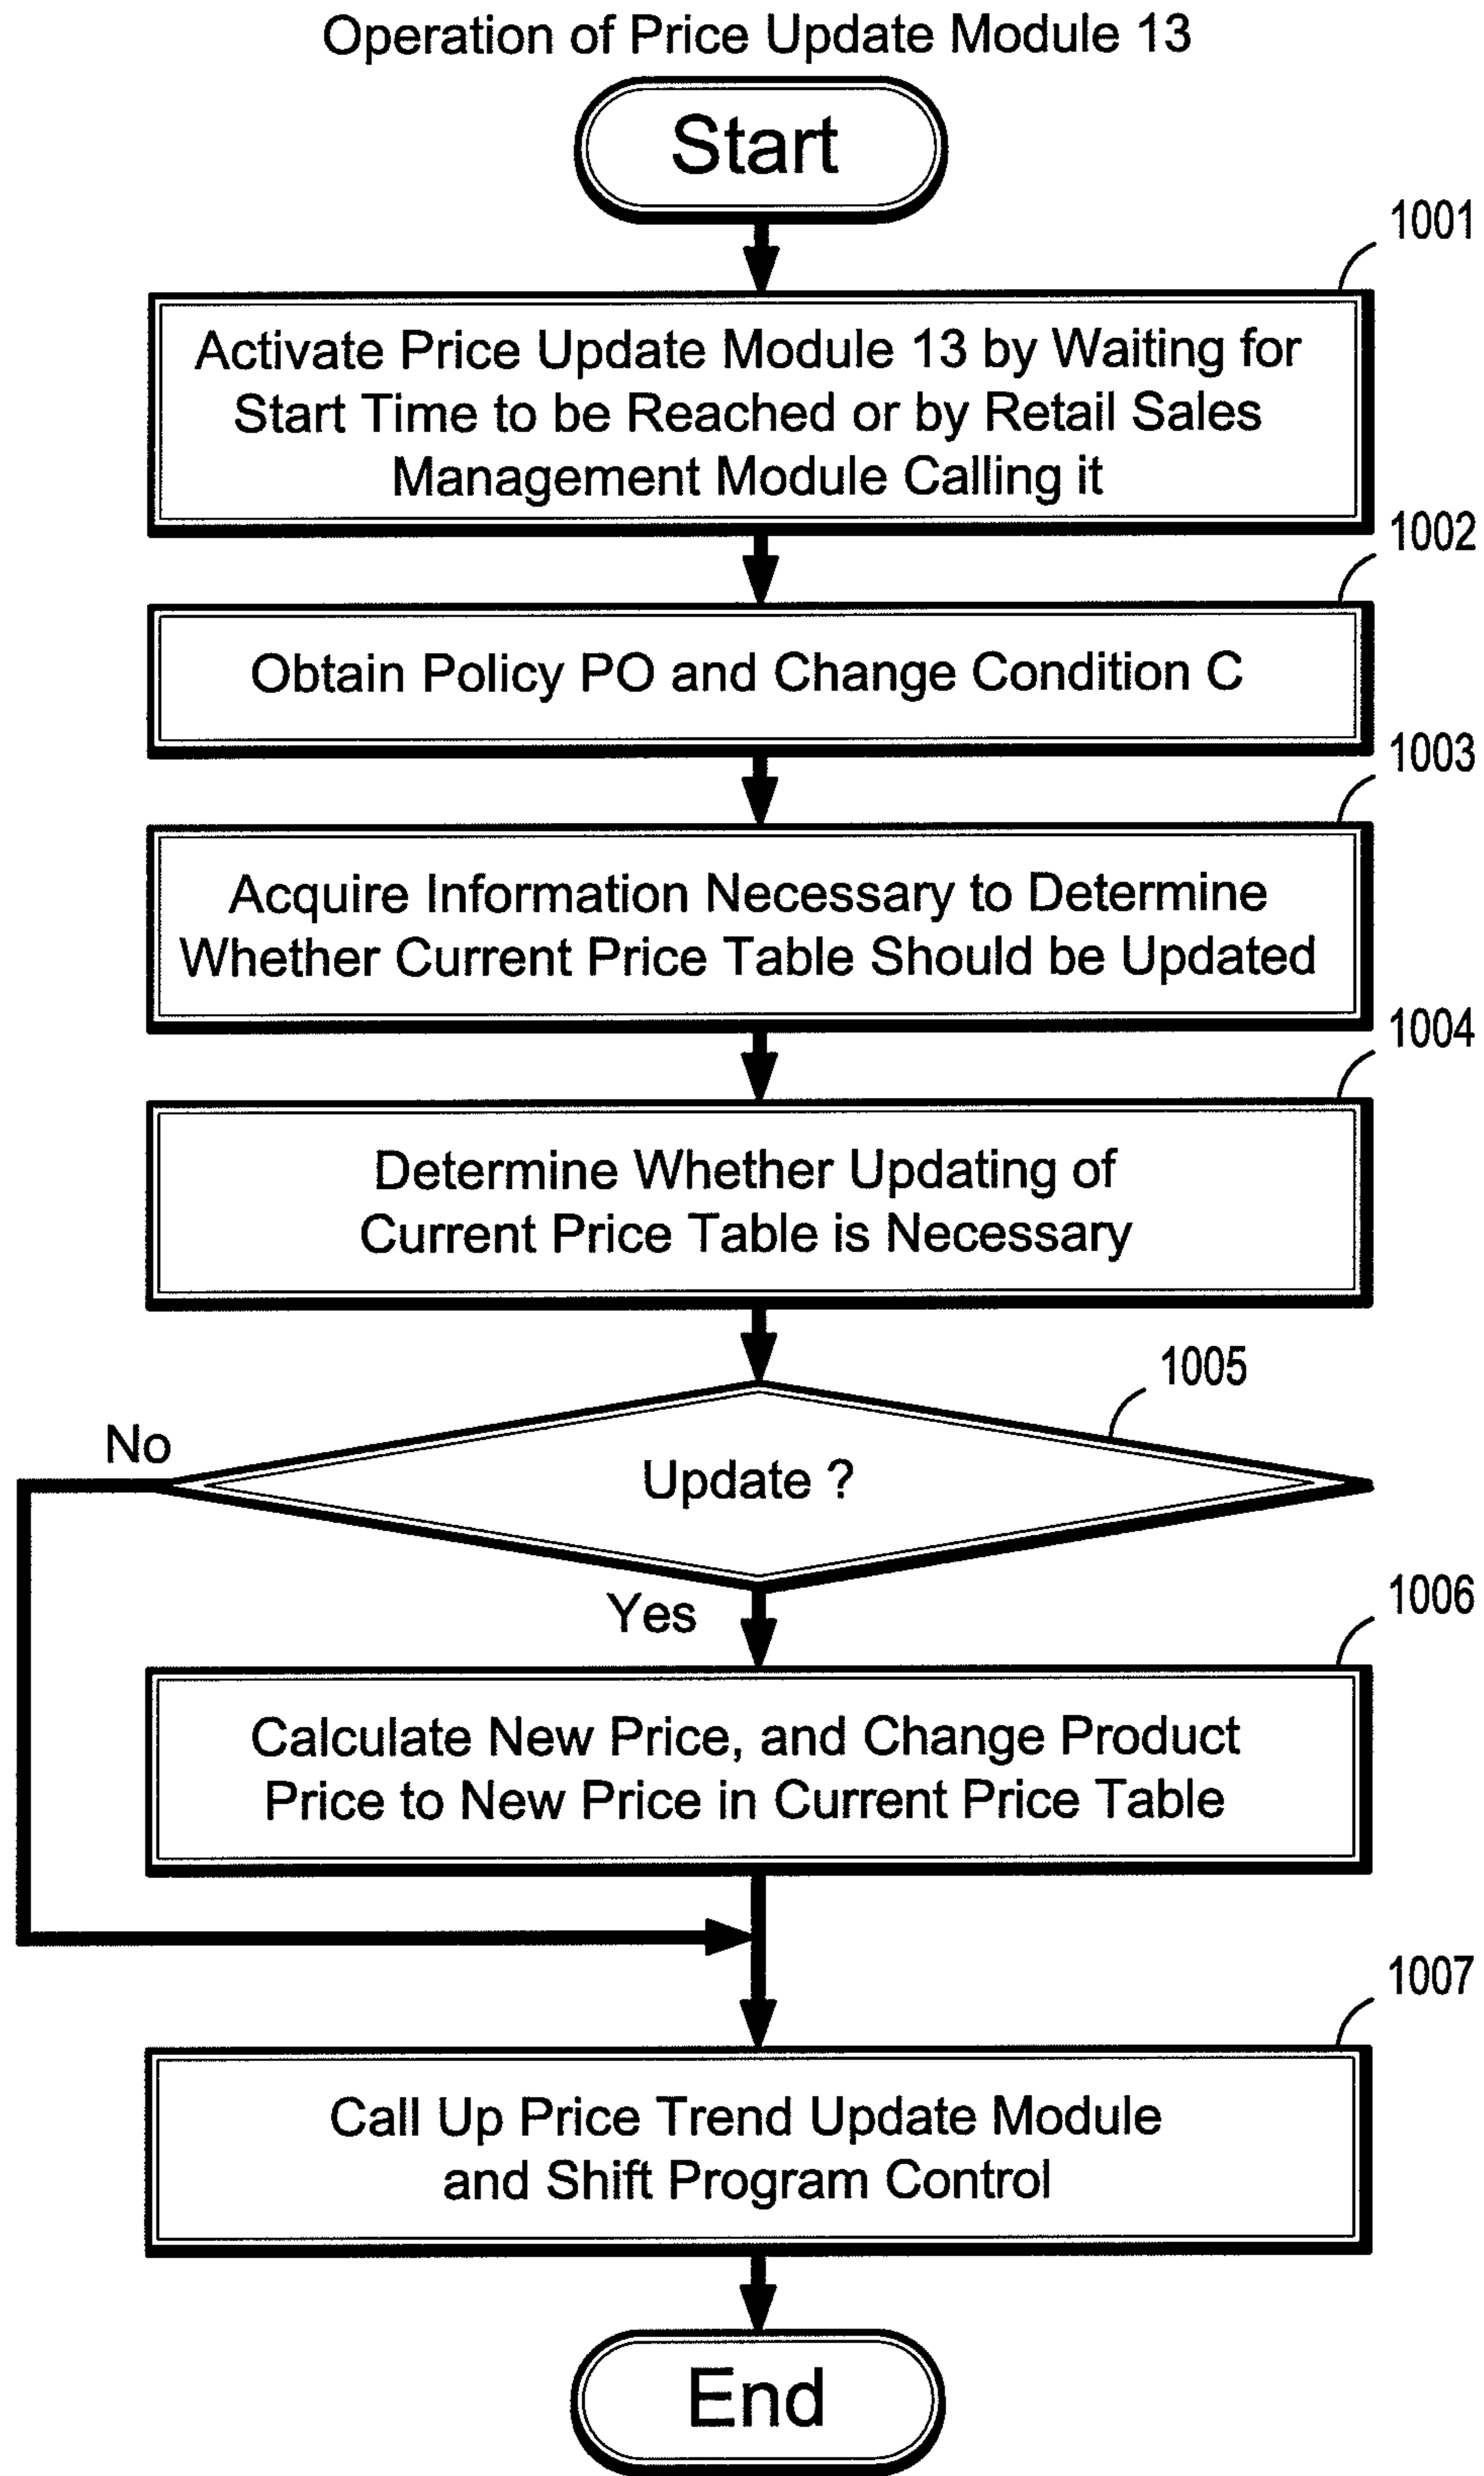 Operation of Price Update Module 13
Start
1001
Activate Price Update Module 13 by Waiting for
Start Time to be Reached or by Retail Sales
Management Module Calling it
1002
Obtain Policy PO and Change Condition C
1003
Acquire Information Necessary to Determine
Whether Current Price Table Should be Updated
1004
Determine Whether Updating of
Current Price Table is Necessary
1005
No
Update ?
Yes
1006
Calculate New Price, and Change Product
Price to New Price in Current Price Table
1007
Call Up Price Trend Update Module
and Shift Program Control
End